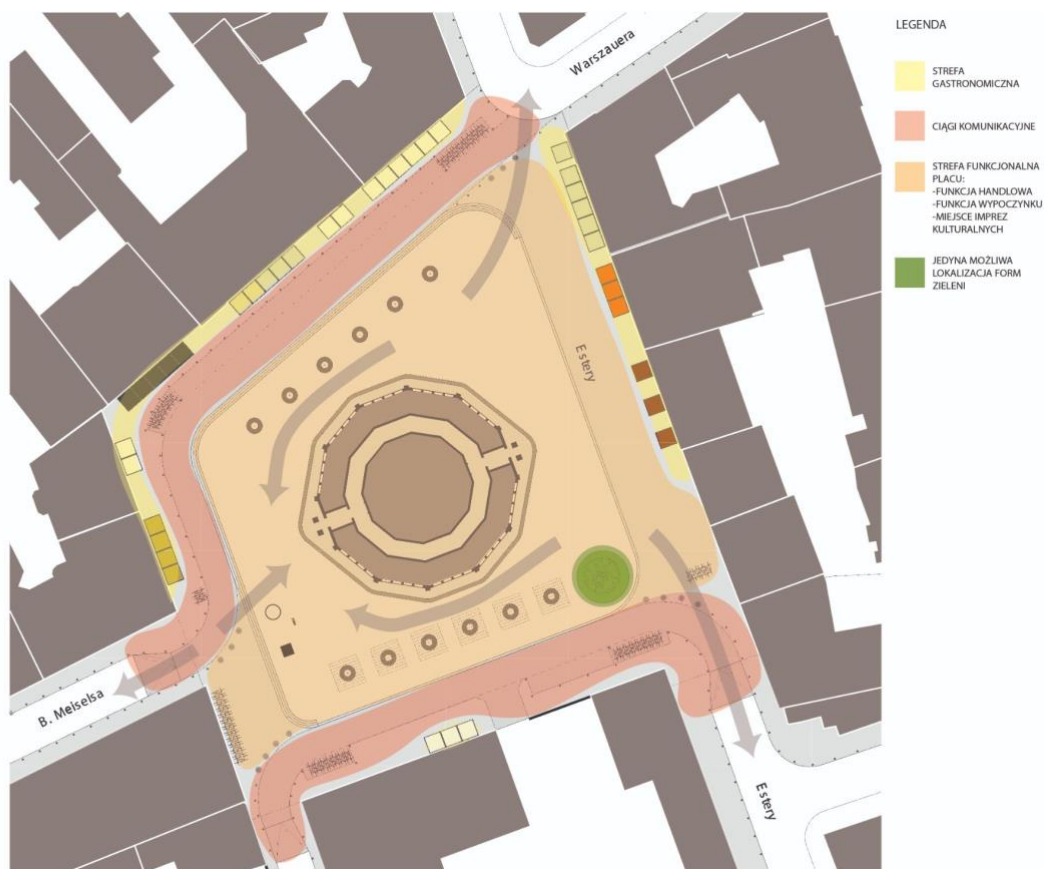 LEGENDA
STREFA
GASTRONOMICZNA
CIĄGI KOMUNIKACYJNE
STREFA FUNKCJONALNA
PLACU:
-FUNKCJA HANDLOWA
-FUNKCJA WYPOCZYNKU
-MIEJSCE IMPREZ
KULTURALNYCH
JEDYNA MOŻLIWA
LOKALIZACJA FORM
ZIELENI
Warszauera
Estery
B. Meiselsa
Estery